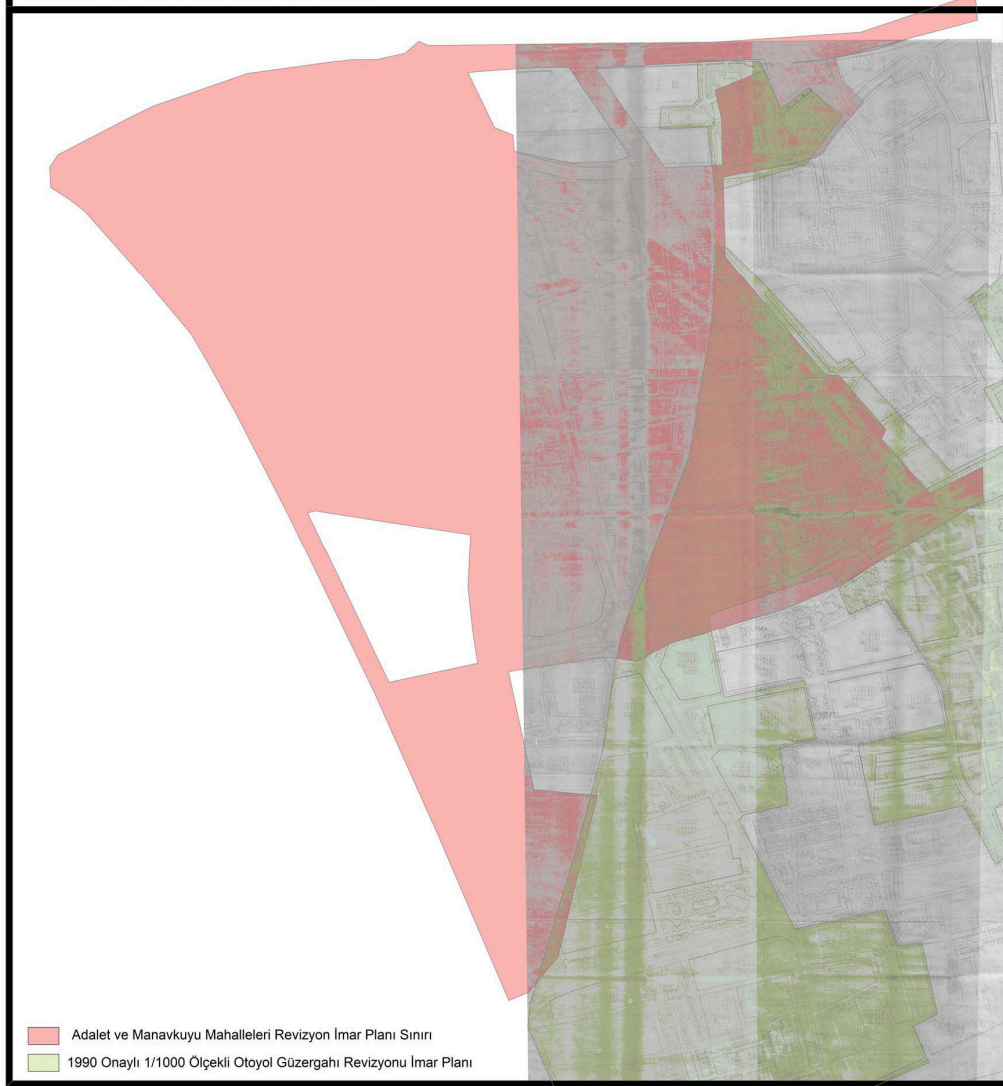 Adalet ve Manavkuyu Mahalleleri Revizyon İmar Planı Sınırı
1990 Onaylı 1/1000 Ölçekli Otoyol Güzergahı Revizyonu İmar Planı